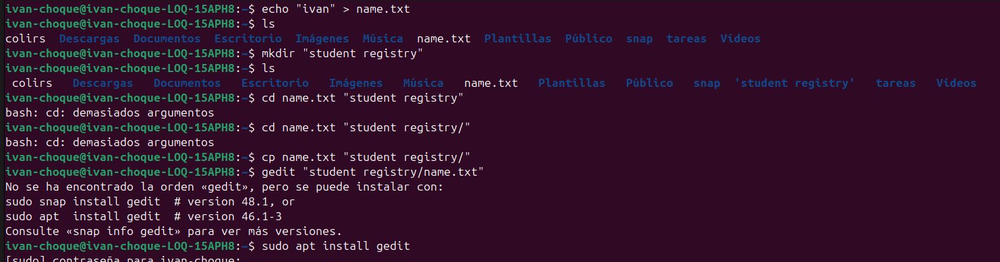 ivan-choque@ivan-choque-LOQ-15APH8:~$ echo "ivan" > name.txt
ivan-choque@ivan-choque-LOQ-15APH8:~$ ls
colirs  Descargas  Documentos  Escritorio  Imágenes  Música  name.txt  Plantillas  Público  snap  tareas  Vídeos
ivan-choque@ivan-choque-LOQ-15APH8:~$ mkdir "student registry"
ivan-choque@ivan-choque-LOQ-15APH8:~$ ls
 colirs   Descargas   Documentos   Escritorio   Imágenes   Música   name.txt   Plantillas   Público   snap  'student registry'   tareas   Vídeos
ivan-choque@ivan-choque-LOQ-15APH8:~$ cd name.txt "student registry"
bash: cd: demasiados argumentos
ivan-choque@ivan-choque-LOQ-15APH8:~$ cd name.txt "student registry/"
bash: cd: demasiados argumentos
ivan-choque@ivan-choque-LOQ-15APH8:~$ cp name.txt "student registry/"
ivan-choque@ivan-choque-LOQ-15APH8:~$ gedit "student registry/name.txt"
No se ha encontrado la orden «gedit», pero se puede instalar con:
sudo snap install gedit  # version 48.1, or
sudo apt  install gedit  # version 46.1-3
Consulte «snap info gedit» para ver más versiones.
ivan-choque@ivan-choque-LOQ-15APH8:~$ sudo apt install gedit
[sudo] contraseña para ivan-choque: